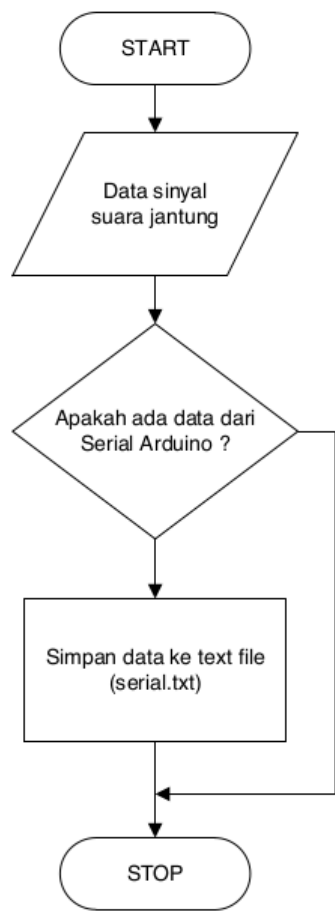 START
Data sinyal
suara jantung
Apakah ada data dari
Serial Arduino ?
Simpan data ke text file
(serial.txt)
STOP